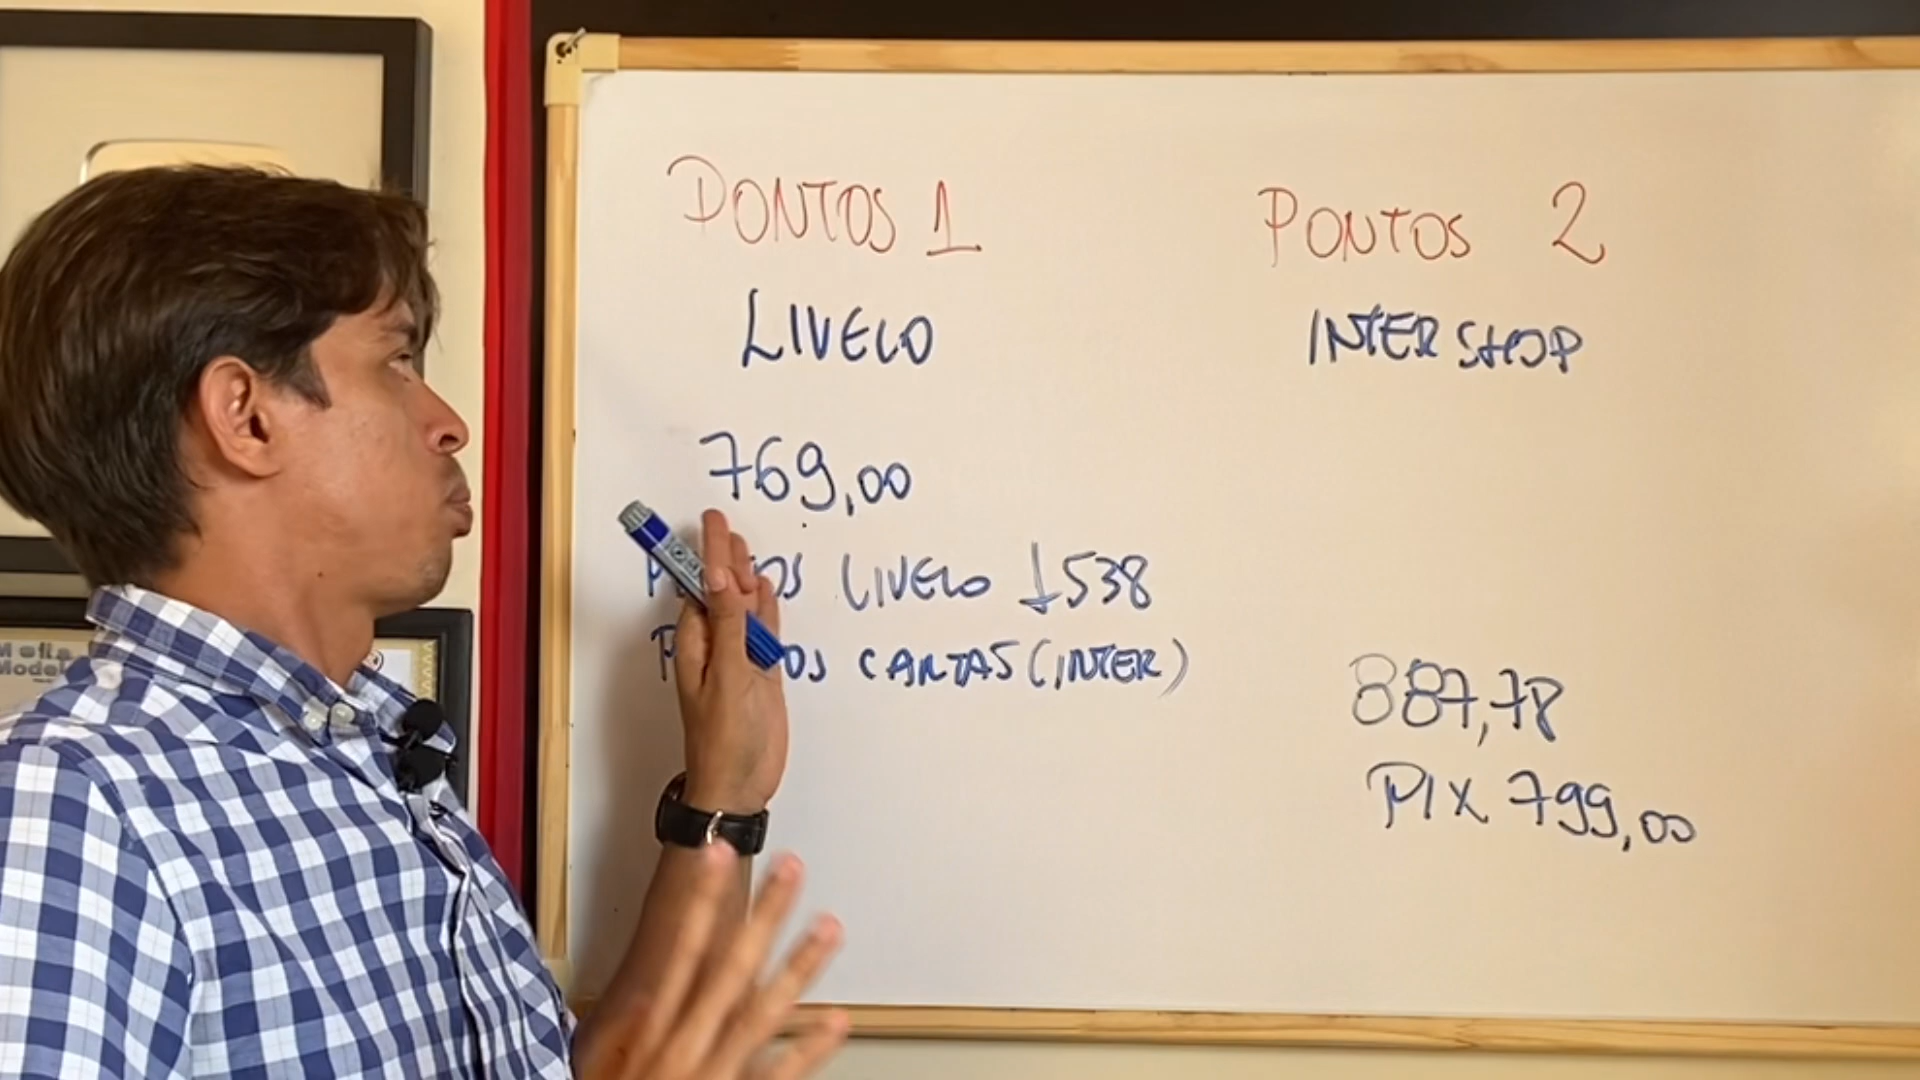 PONTOS 1
LIVELO
769,00
LIVELO 1538
CARTAS (INTER)
PONTOS 2
INTER SHOP
887,78
PIX 799,00